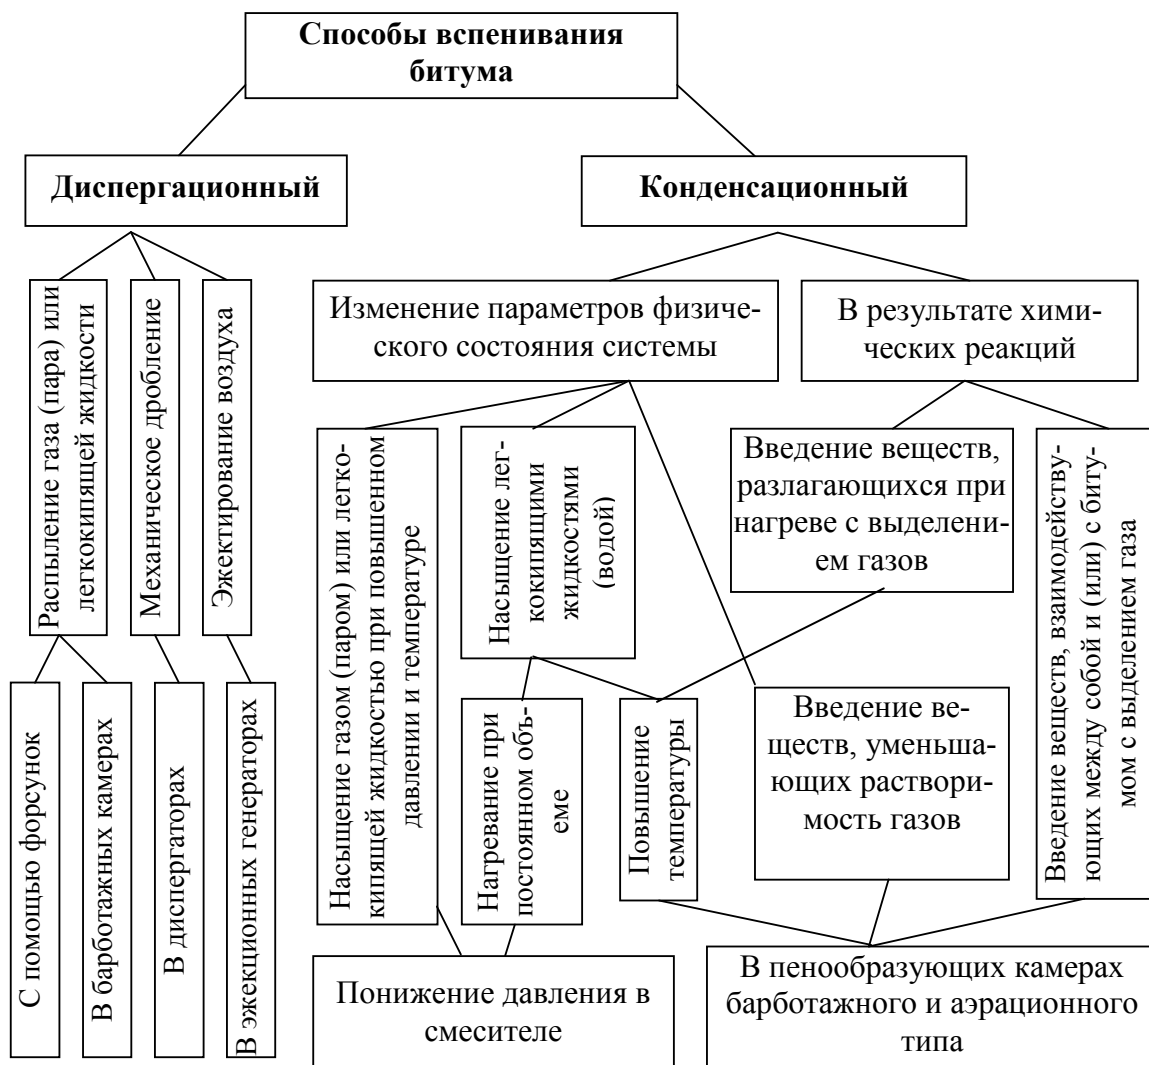 Способы вспенивания
битума
Диспергационный
Конденсационный
Распыление газа (пара) или
легкокипящей жидкости
Механическое дробление
Эжектирование воздуха
Изменение параметров физиче-
ского состояния системы
В результате хими-
ческих реакций
Насыщение газом (паром) или легко-
кипящей жидкостью при повышенном
давлении и температуре
Насыщение лег-
кокипящими
жидкостями
(водой)
Введение веществ,
разлагающихся при
нагреве с выделени-
ем газов
Введение веществ, взаимодейству-
ющих между собой и (или) с биту-
мом с выделением газа
С помощью форсунок
В барботажных камерах
В диспергаторах
В эжекционных генераторах
Нагревание при
постоянном объ-
еме
Повышение
температуры
Введение ве-
ществ, уменьша-
ющих раствори-
мость газов
Понижение давления в
смесителе
В пенообразующих камерах
барботажного и аэрационного
типа